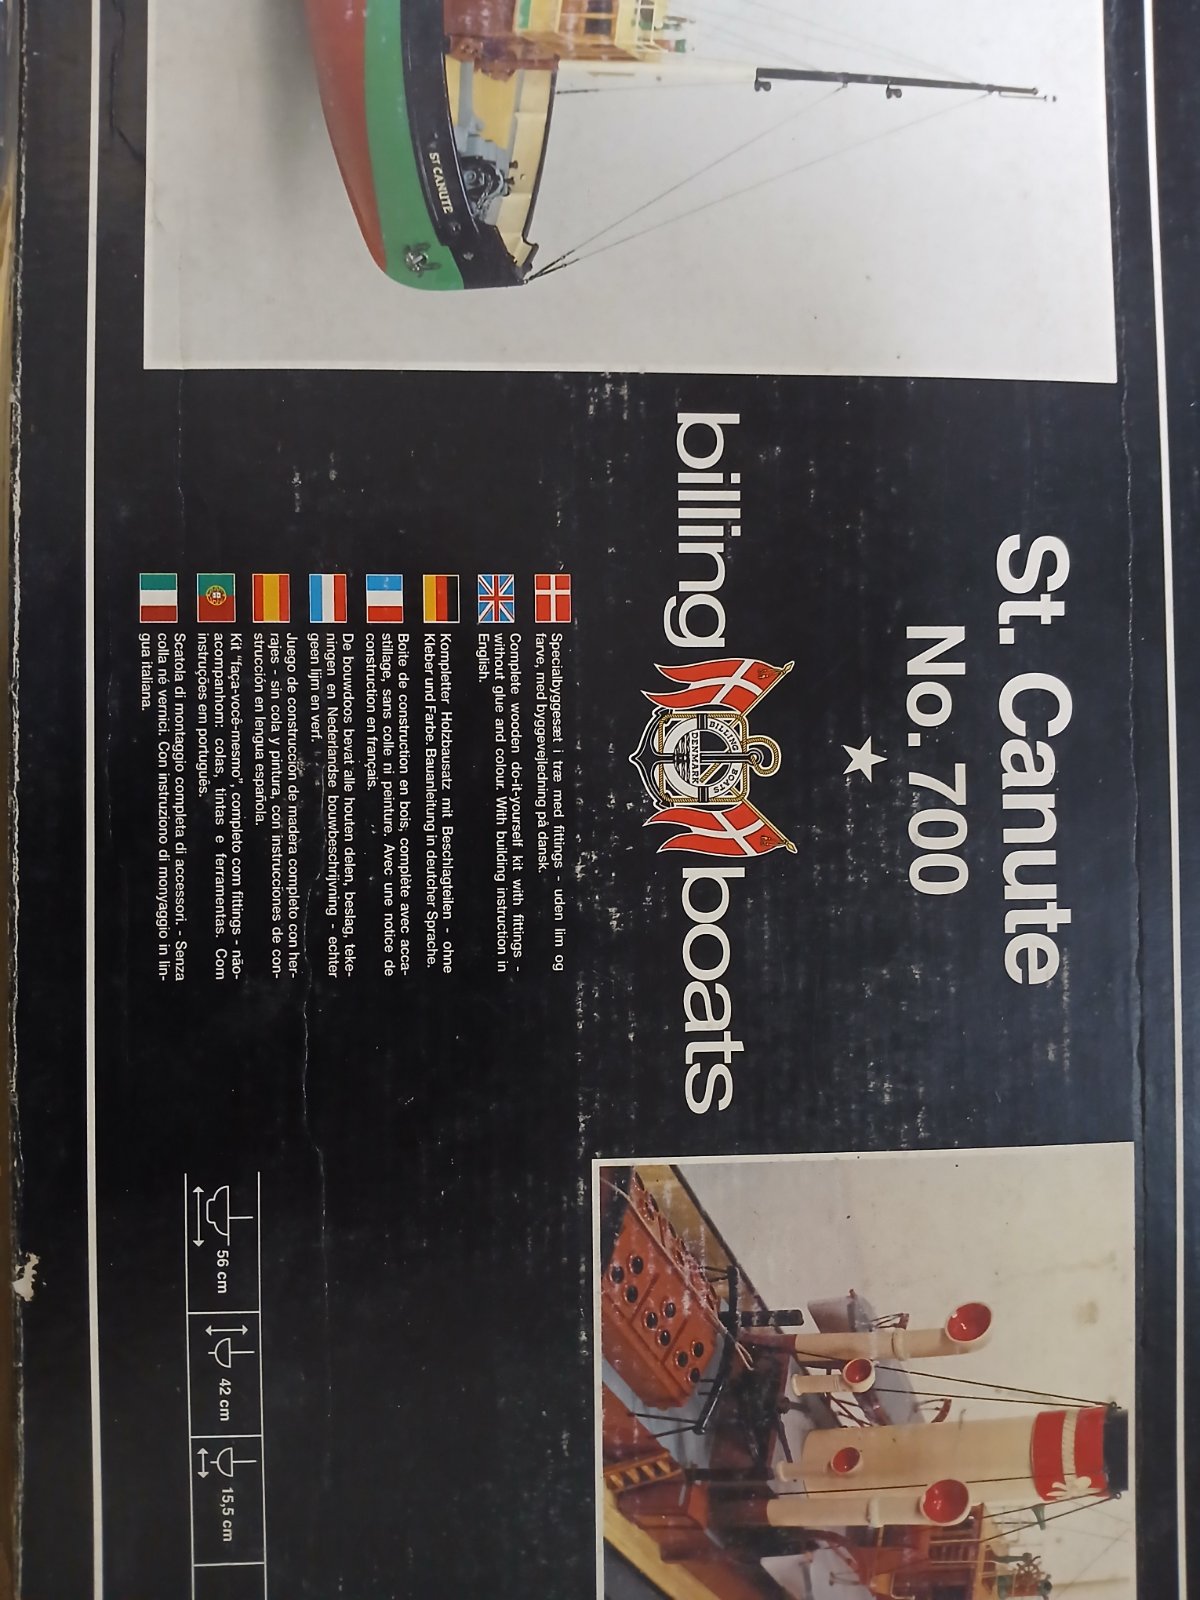 St. Canute
No. 700
billing boats
BILLING BOATS
DENMARK
ST CANUTE
Specialbyggesæt i træ med fittings - uden lim og
farve, med byggevejledning på dansk.
Complete wooden do-it-yourself kit with fittings -
without glue and colour. With building instruction in
English.
Kompletter Holzbausatz mit Beschlagteilen - ohne
Kleber und Farbe. Bauanleitung in deutcher Sprache.
Boite de construction en bois, complète avec acca-
stillage, sans colle ni peinture. Avec une notice de
construction en français.
De bouwdoos bevat alle houten delen, beslag, teke-
ningen en Nederlandse bouwbeschrijvning - echter
geen lijm en verf.
Juego de construcción de madera completo con her-
rajes - sin cola y pintura, con instrucciones de con-
strucción en lengua española.
Kit "faça-você-mesmo", completo com fittings - não-
acompanhom: colas, tintas e ferramentas. Com
instruções em português.
Scatola di montaggio completa di accessori. - Senza
colla né vernici. Con instruziono di monyaggio in lin-
gua italiana.
56 cm
42 cm
15,5 cm